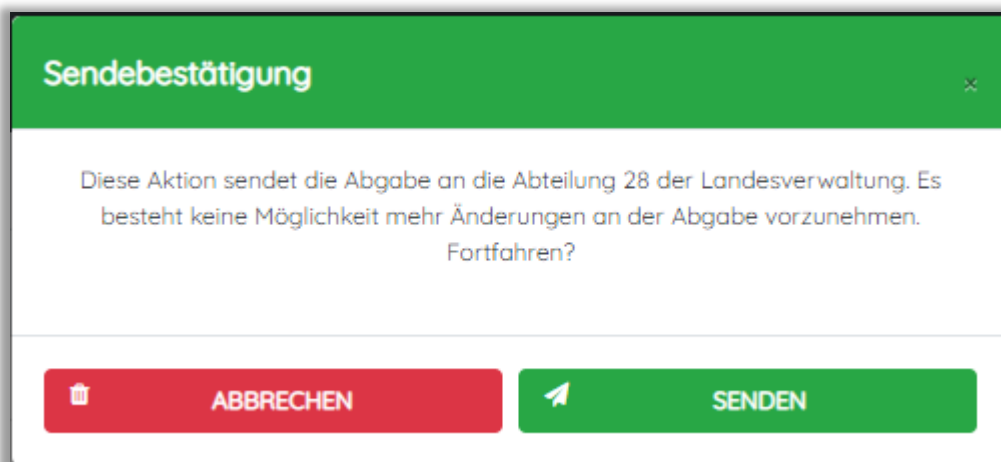 Sendebestätigung
×
Diese Aktion sendet die Abgabe an die Abteilung 28 der Landesverwaltung. Es
besteht keine Möglichkeit mehr Änderungen an der Abgabe vorzunehmen.
Fortfahren?
ABBRECHEN
SENDEN